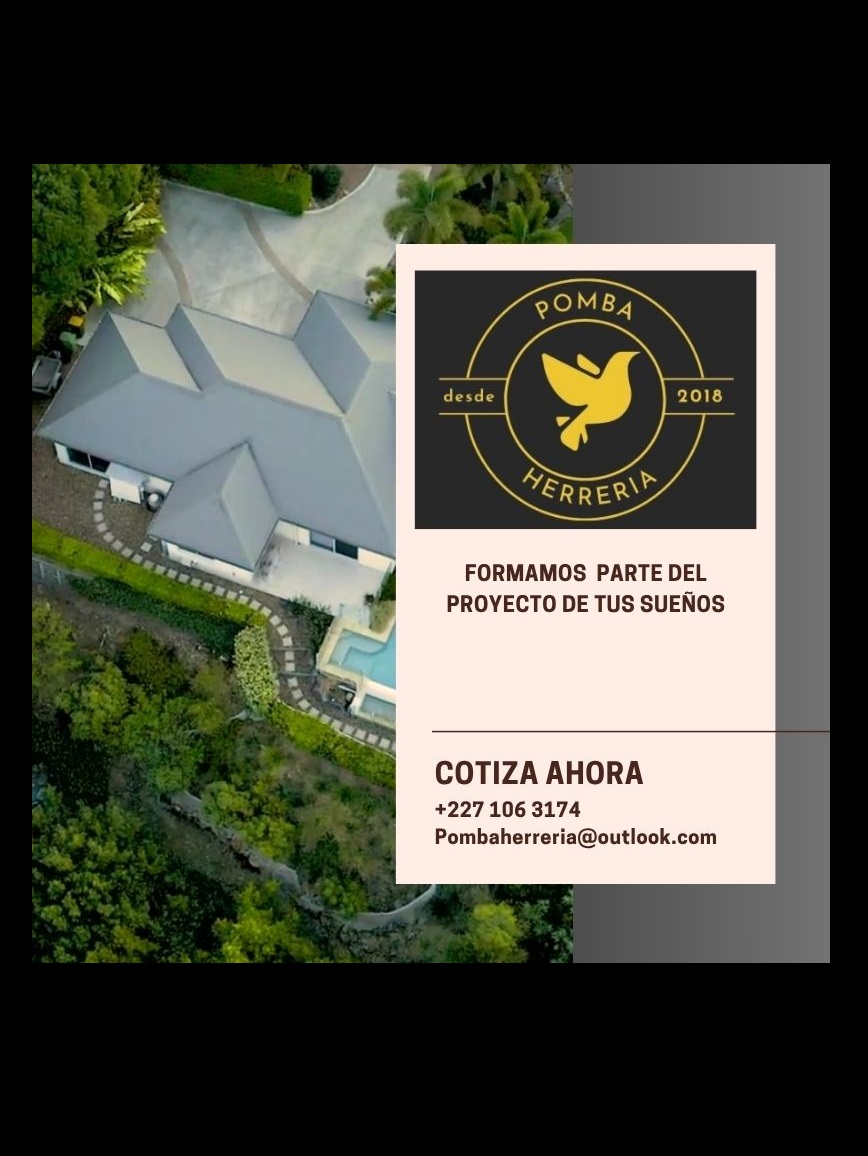 POMBA
desde
2018
HERRERIA
FORMAMOS PARTE DEL
PROYECTO DE TUS SUEÑOS
COTIZA AHORA
+227 106 3174
Pombaherreria@outlook.com